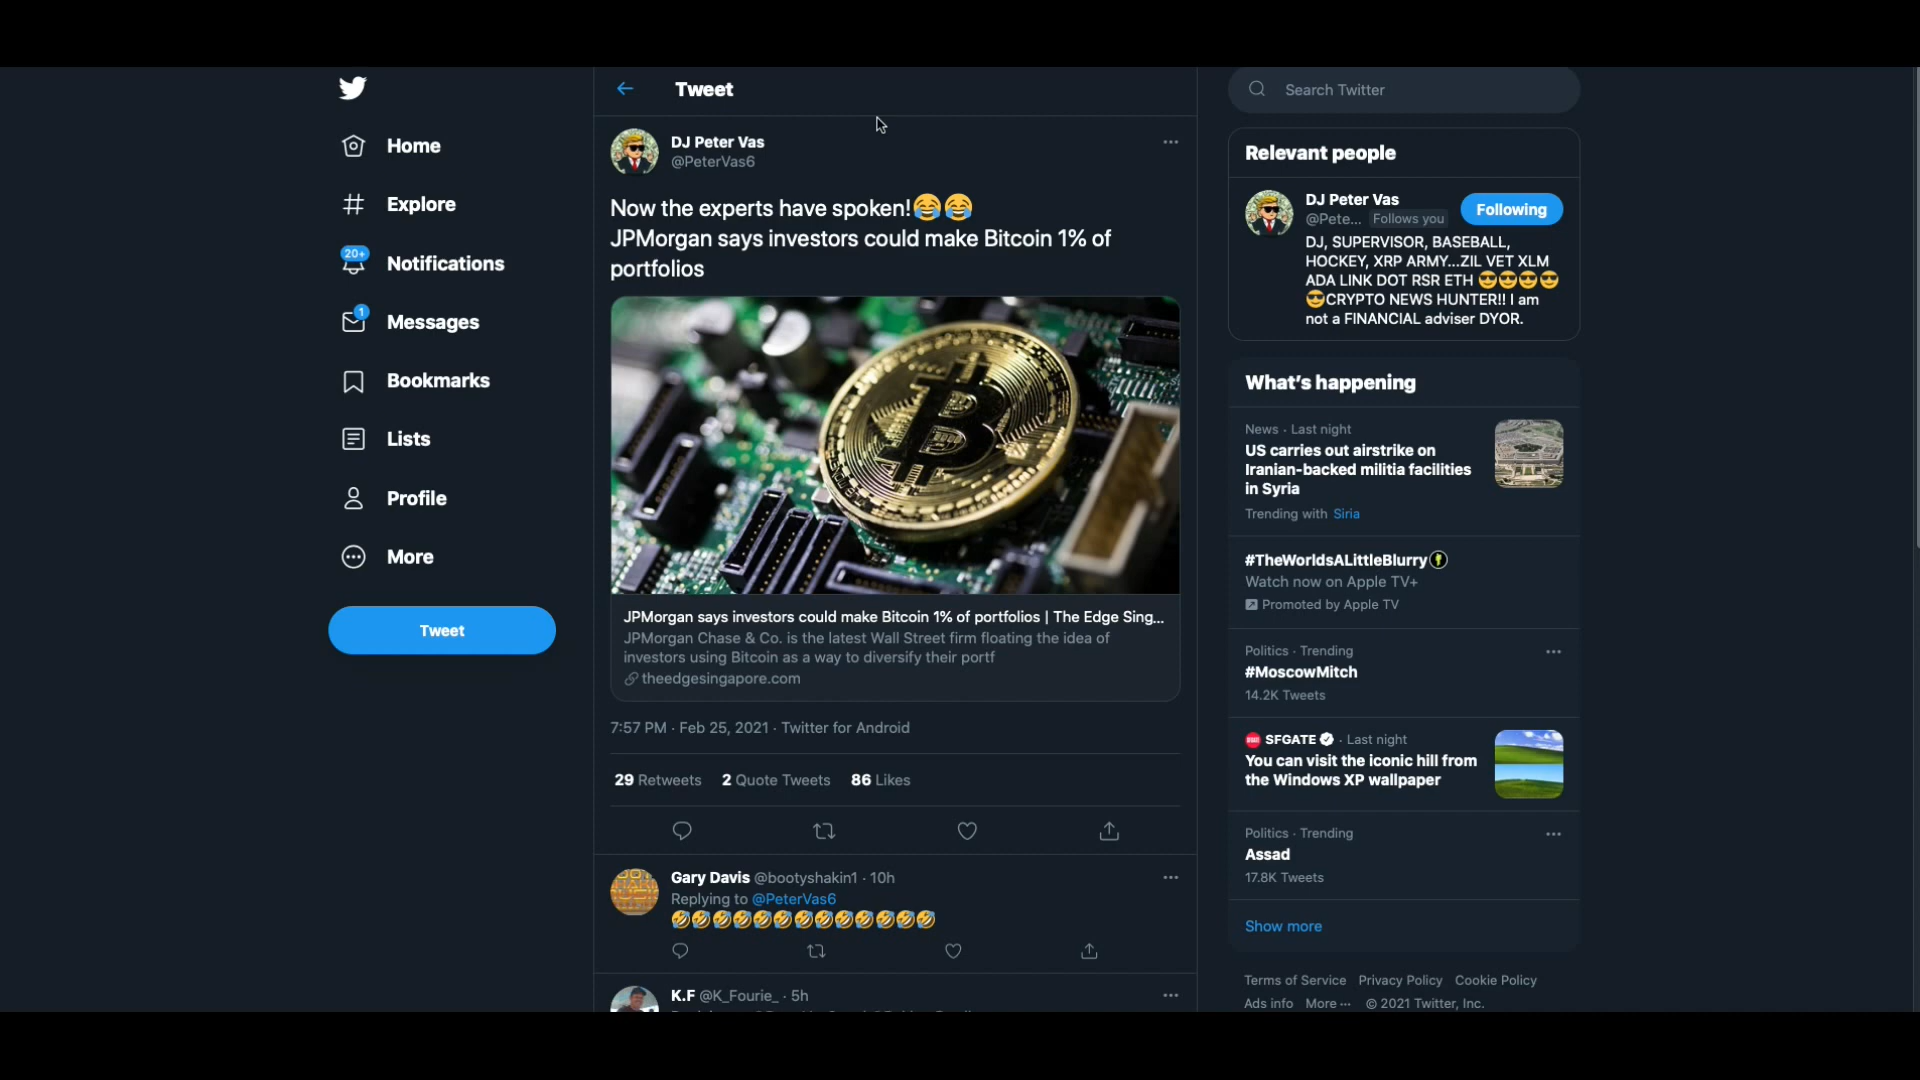 Home
Explore
20+
Notifications
1
Messages
Bookmarks
Lists
Profile
More
Tweet
Tweet
DJ Peter Vas
@PeterVas6
Now the experts have spoken!😂😂
JPMorgan says investors could make Bitcoin 1% of
portfolios
JPMorgan says investors could make Bitcoin 1% of portfolios | The Edge Sing...
JPMorgan Chase & Co. is the latest Wall Street firm floating the idea of
investors using Bitcoin as a way to diversify their portf
theedgesingapore.com
7:57 PM · Feb 25, 2021 · Twitter for Android
29 Retweets 2 Quote Tweets 86 Likes
Gary Davis @bootyshakin1 · 10h
Replying to @PeterVas6
🤣🤣🤣🤣🤣🤣🤣🤣🤣🤣🤣🤣🤣
K.F @K_Fourie_ · 5h
Search Twitter
Relevant people
DJ Peter Vas
@Pete... Follows you
Following
DJ, SUPERVISOR, BASEBALL,
HOCKEY, XRP ARMY...ZIL VET XLM
ADA LINK DOT RSR ETH 😎😎😎😎
😎CRYPTO NEWS HUNTER!! I am
not a FINANCIAL adviser DYOR.
What's happening
News · Last night
US carries out airstrike on
Iranian-backed militia facilities
in Syria
Trending with Siria
#TheWorldsALittleBlurry
Watch now on Apple TV+
Promoted by Apple TV
Politics · Trending
#MoscowMitch
14.2K Tweets
SFGATE · Last night
You can visit the iconic hill from
the Windows XP wallpaper
Politics · Trending
Assad
17.8K Tweets
Show more
Terms of Service Privacy Policy Cookie Policy
Ads info More ··· © 2021 Twitter, Inc.